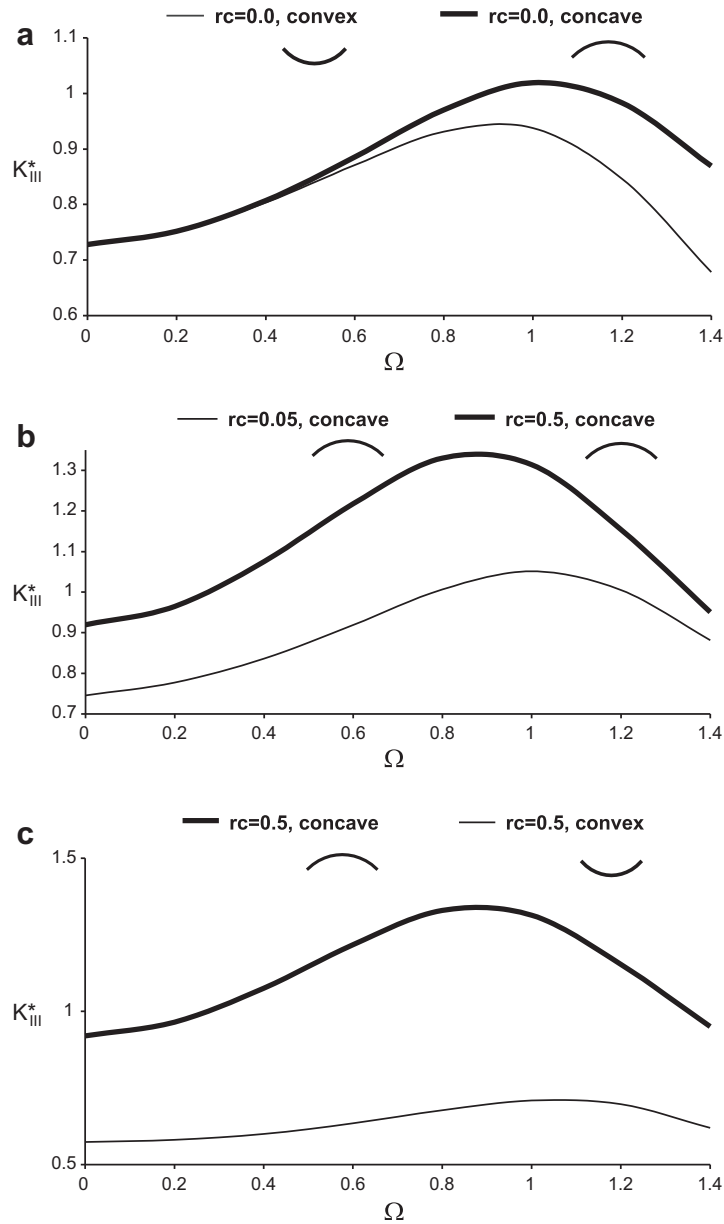 a
rc=0.0, convex rc=0.0, concave
1.1
1
0.9
K*III
0.8
0.7
0.6
0 0.2 0.4 0.6 0.8 1 1.2 1.4
Ω
b
rc=0.05, concave rc=0.5, concave
1.3
1.2
1.1
1
K*III
0.9
0.8
0.7
0 0.2 0.4 0.6 0.8 1 1.2 1.4
Ω
c
rc=0.5, concave rc=0.5, convex
1.5
1
K*III
0.5
0 0.2 0.4 0.6 0.8 1 1.2 1.4
Ω